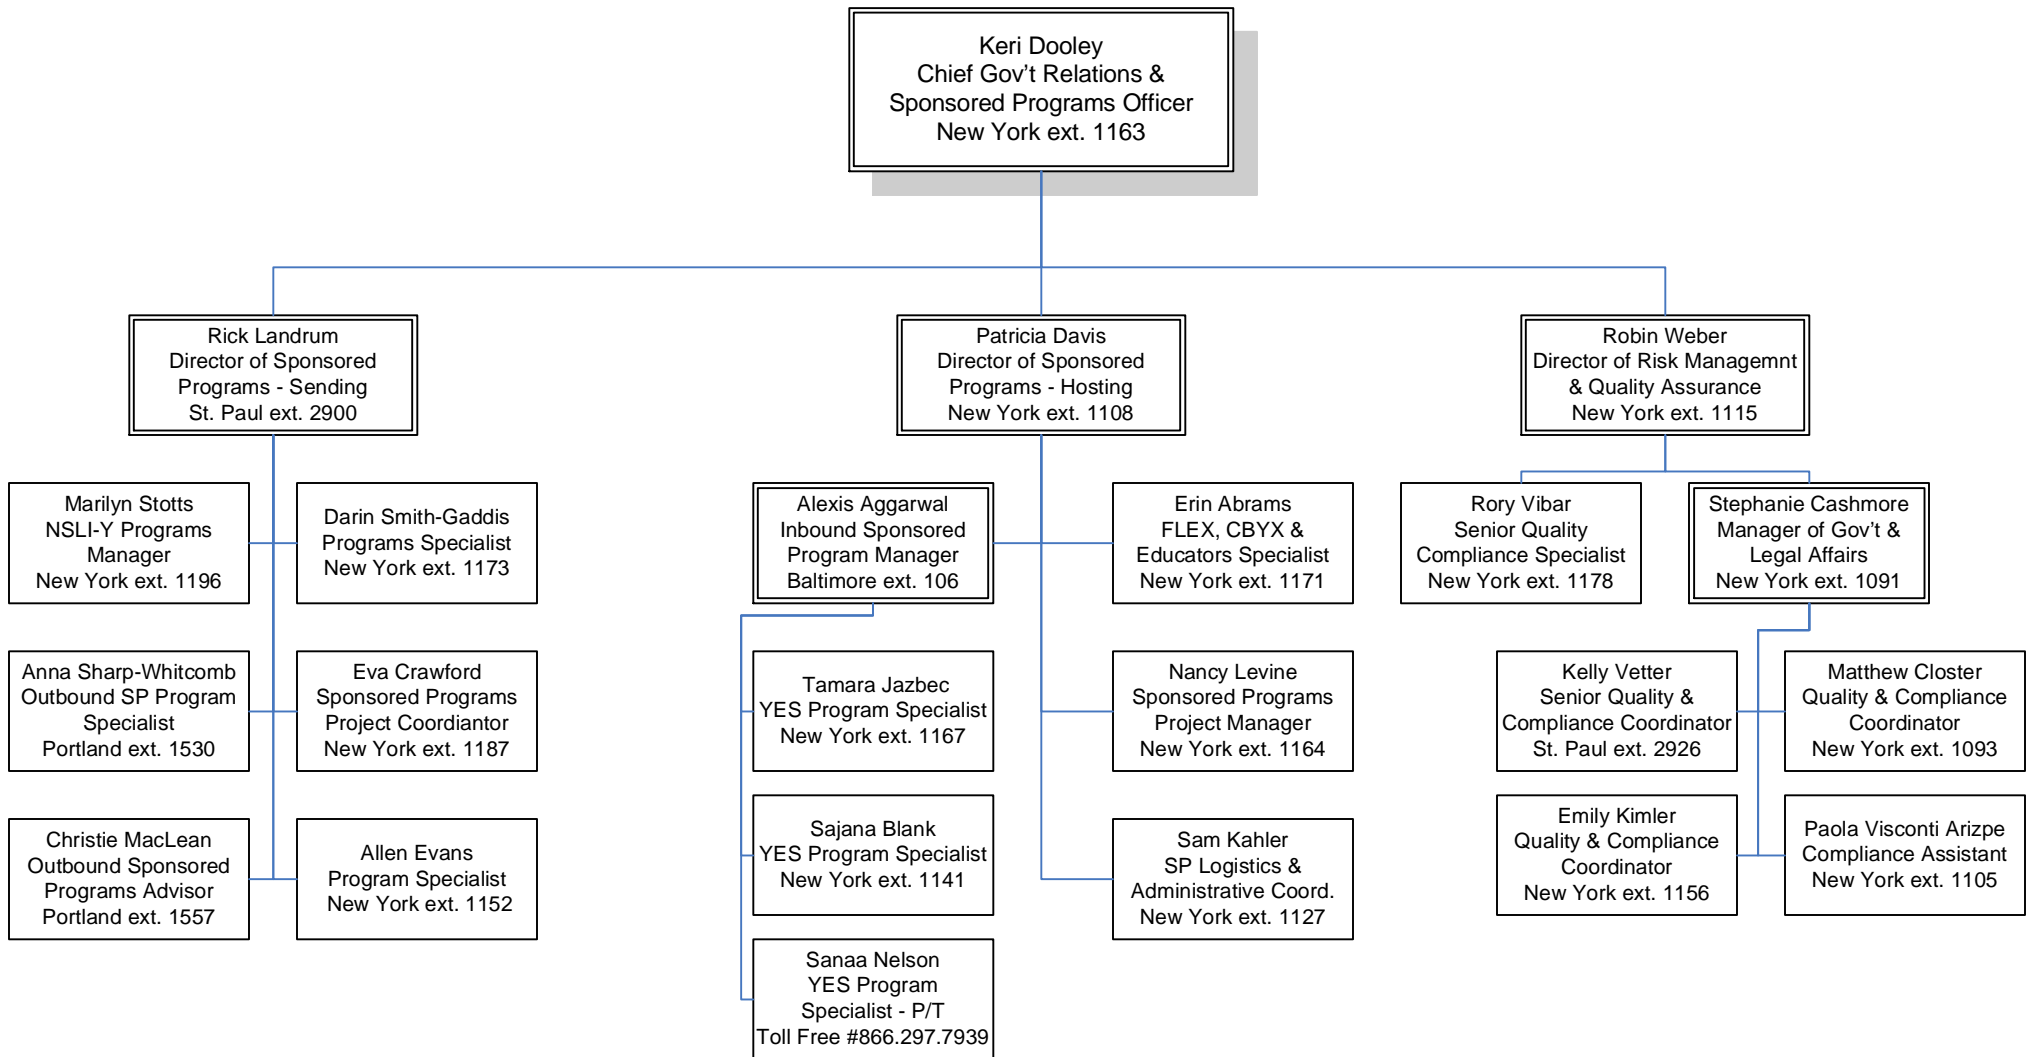 Keri Dooley
Chief Gov’t Relations &
Sponsored Programs Officer
New York ext. 1163
Rick Landrum
Director of Sponsored
Programs - Sending
St. Paul ext. 2900
Patricia Davis
Director of Sponsored
Programs - Hosting
New York ext. 1108
Robin Weber
Director of Risk Managemnt
& Quality Assurance
New York ext. 1115
Marilyn Stotts
NSLI-Y Programs
Manager
New York ext. 1196
Darin Smith-Gaddis
Programs Specialist
New York ext. 1173
Alexis Aggarwal
Inbound Sponsored
Program Manager
Baltimore ext. 106
Erin Abrams
FLEX, CBYX &
Educators Specialist
New York ext. 1171
Rory Vibar
Senior Quality
Compliance Specialist
New York ext. 1178
Stephanie Cashmore
Manager of Gov’t &
Legal Affairs
New York ext. 1091
Anna Sharp-Whitcomb
Outbound SP Program
Specialist
Portland ext. 1530
Eva Crawford
Sponsored Programs
Project Coordiantor
New York ext. 1187
Tamara Jazbec
YES Program Specialist
New York ext. 1167
Nancy Levine
Sponsored Programs
Project Manager
New York ext. 1164
Kelly Vetter
Senior Quality &
Compliance Coordinator
St. Paul ext. 2926
Matthew Closter
Quality & Compliance
Coordinator
New York ext. 1093
Christie MacLean
Outbound Sponsored
Programs Advisor
Portland ext. 1557
Allen Evans
Program Specialist
New York ext. 1152
Sajana Blank
YES Program Specialist
New York ext. 1141
Sam Kahler
SP Logistics &
Administrative Coord.
New York ext. 1127
Emily Kimler
Quality & Compliance
Coordinator
New York ext. 1156
Paola Visconti Arizpe
Compliance Assistant
New York ext. 1105
Sanaa Nelson
YES Program
Specialist - P/T
Toll Free #866.297.7939